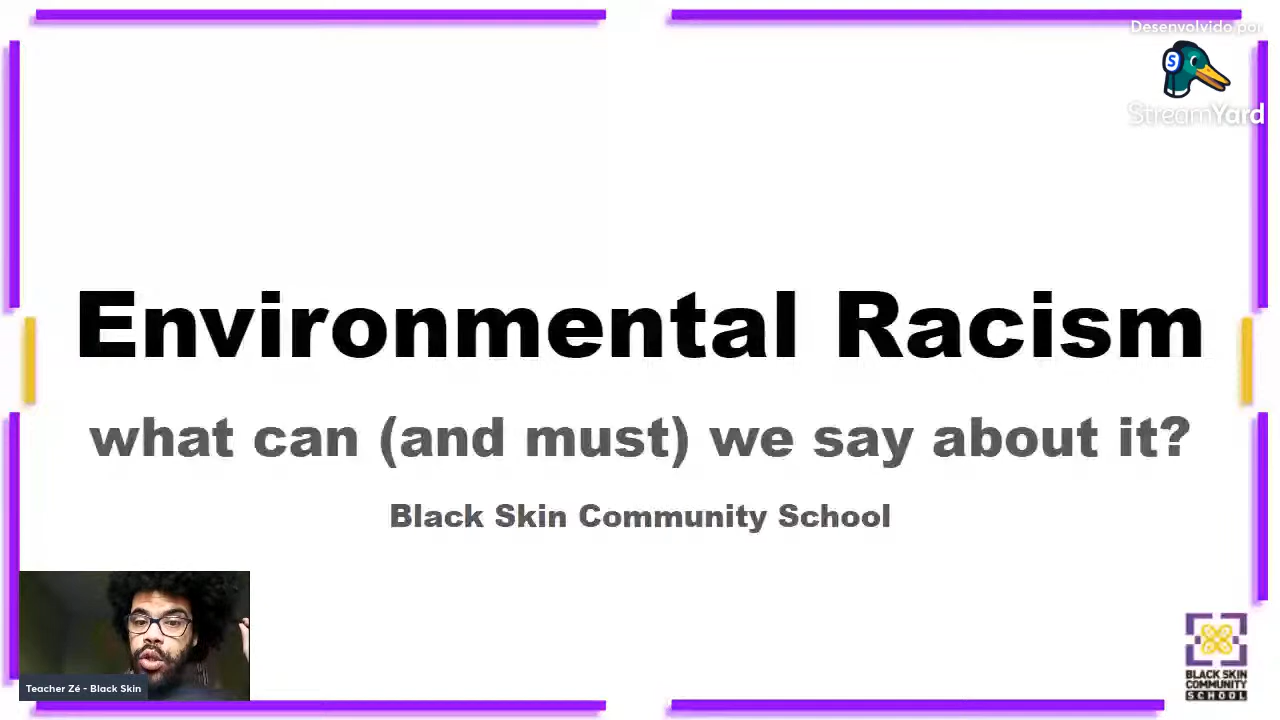 Desenvolvido por
S
StreamYard
Environmental Racism
what can (and must) we say about it?
Black Skin Community School
Teacher Zé - Black Skin
BLACK SKIN
COMMUNITY
SCHOOL